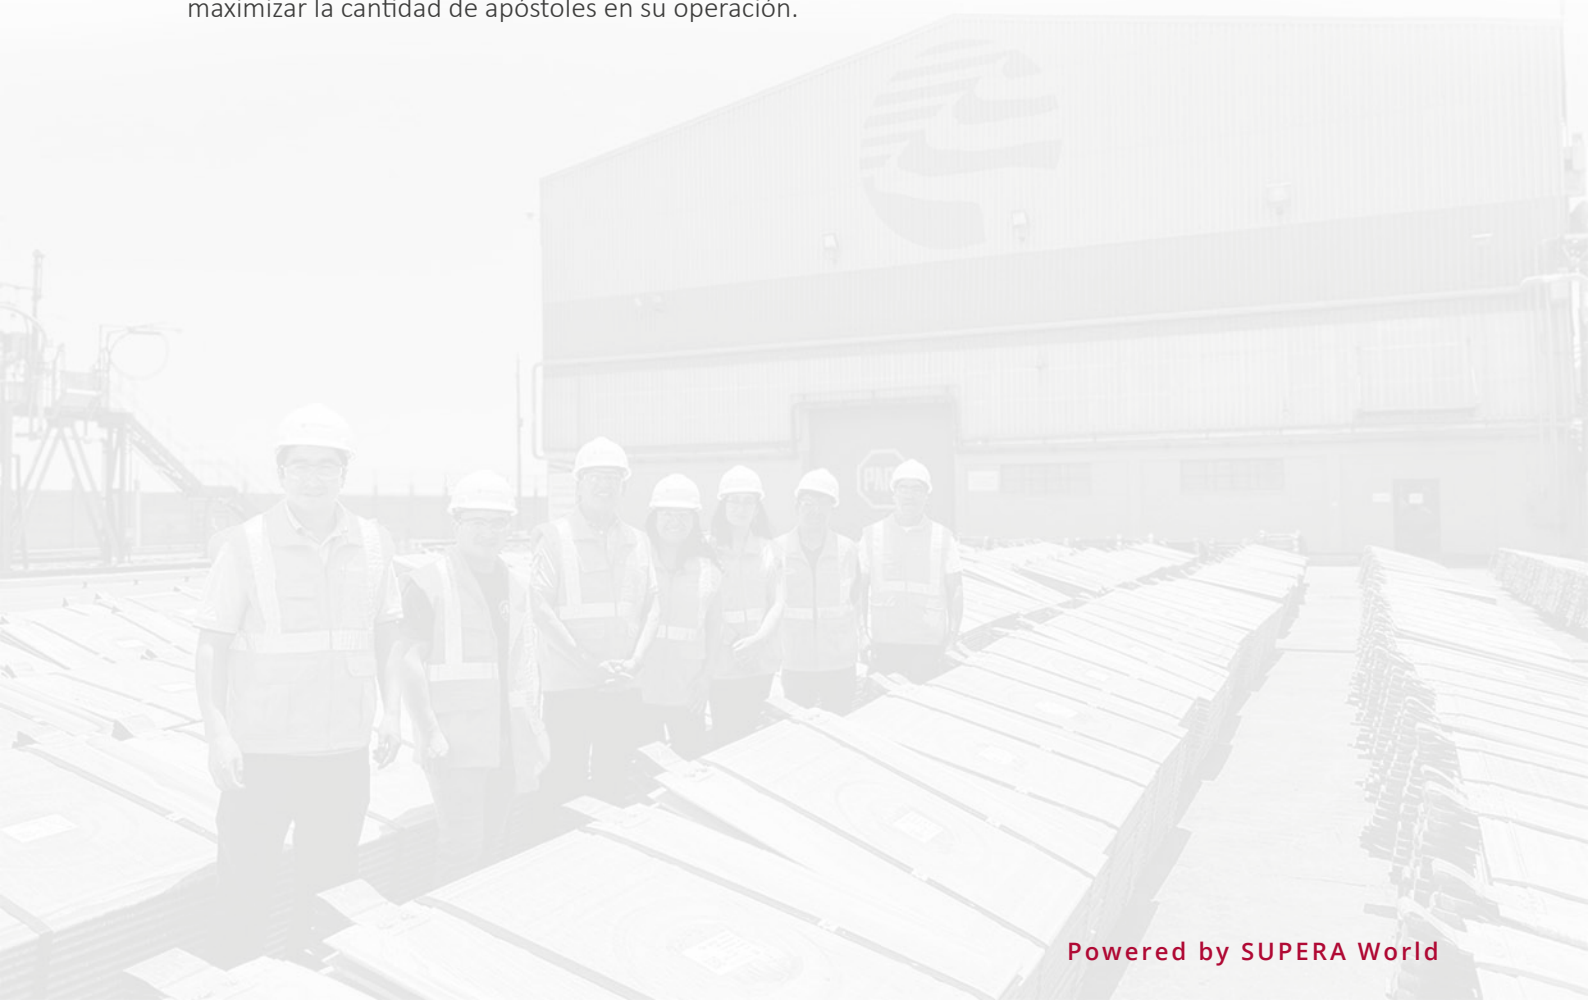 maximizar la cantidad de apóstoles en su operación.
Powered by SUPERA World